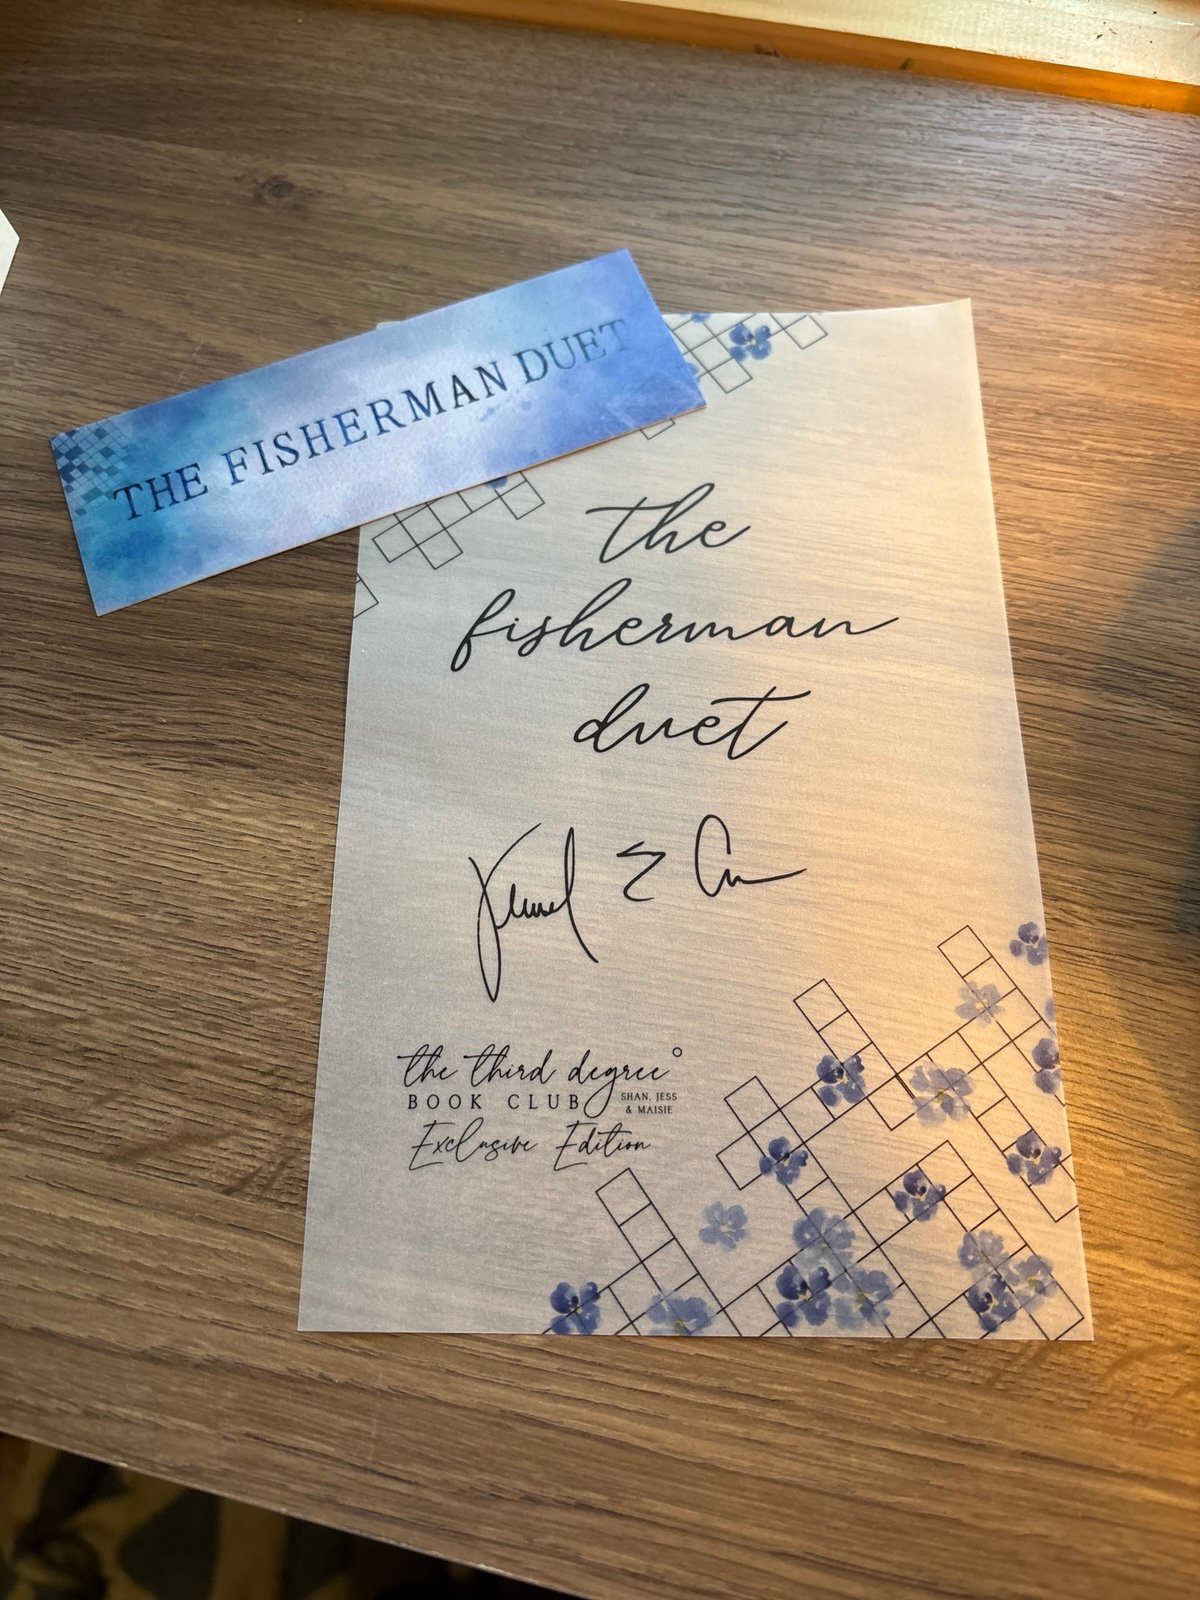 THE FISHERMAN DUET
the
fisherman
duet
the third degree°
BOOK CLUB
SHAN, JESS
& MAISIE
Exclusive Edition